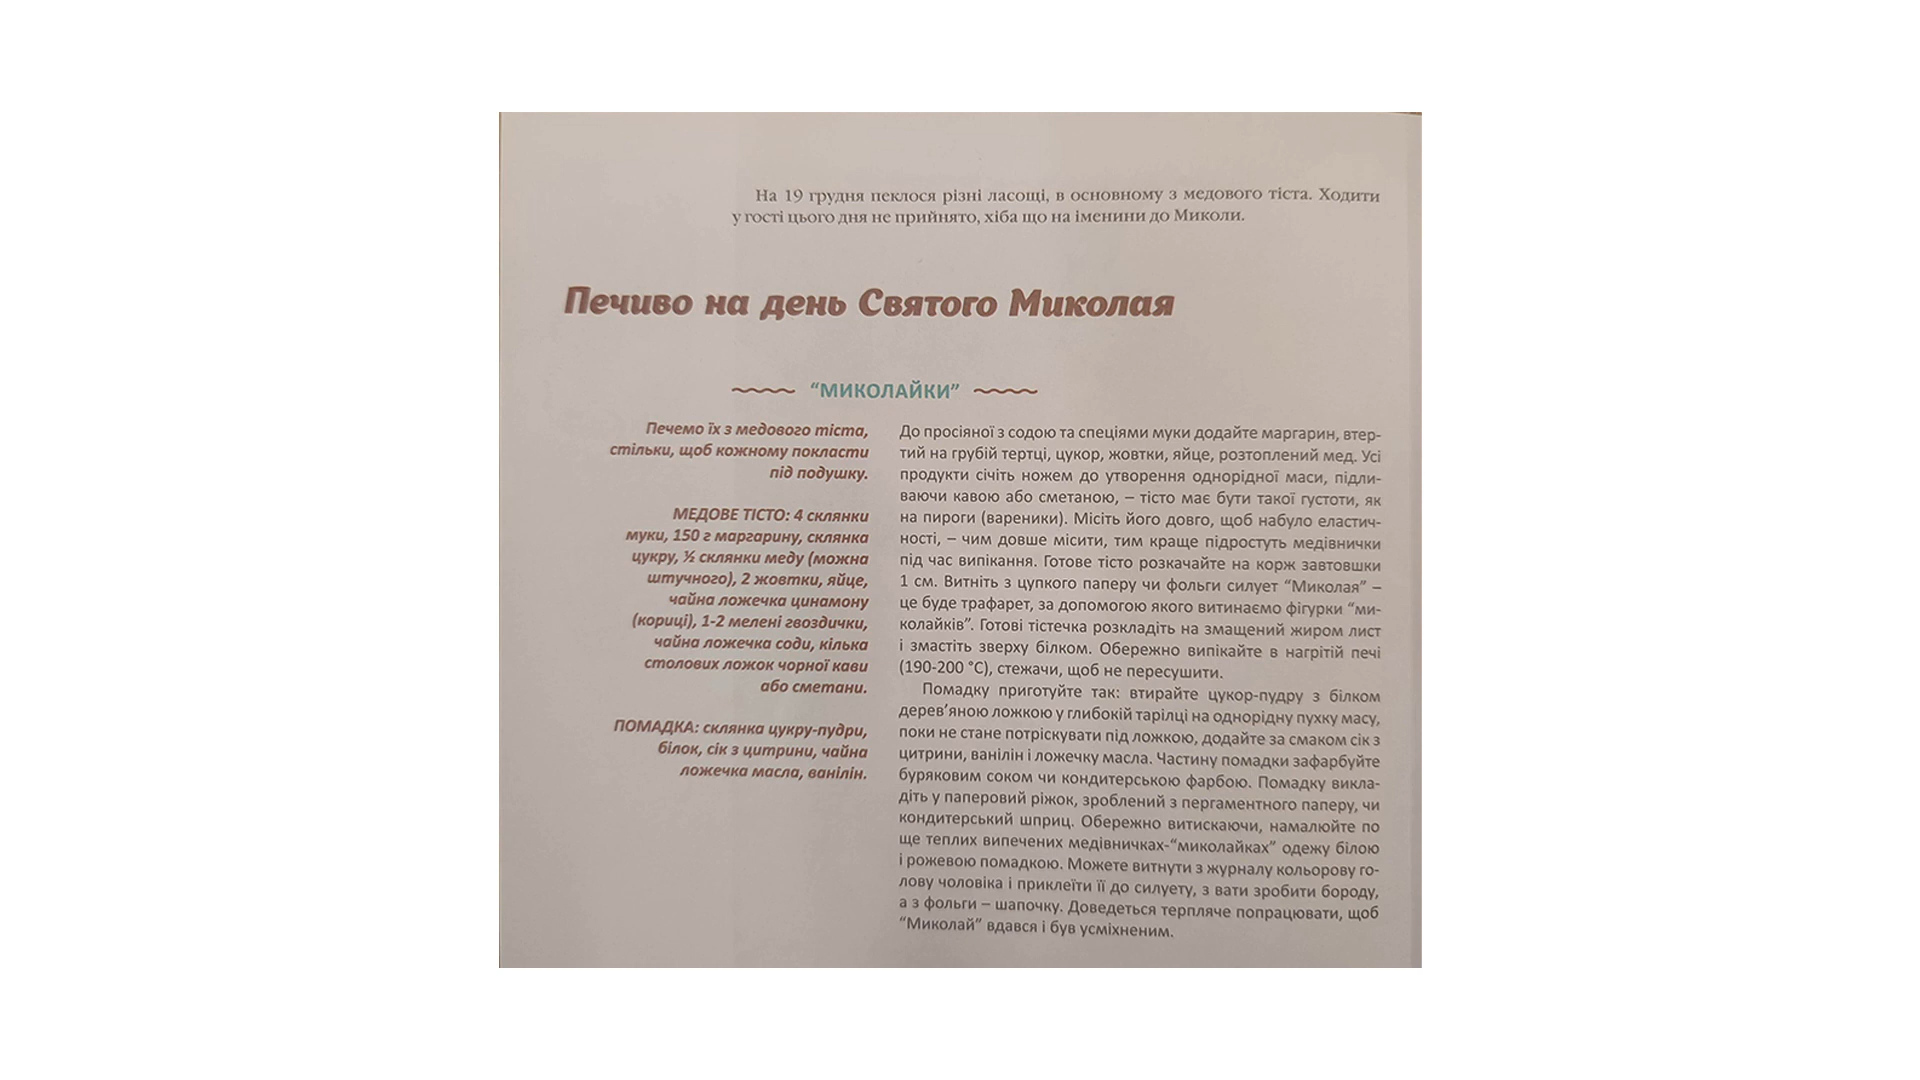 На 19 грудня пеклося різні ласощі, в основному з медового тіста. Ходити
у гості цього дня не прийнято, хіба що на іменини до Миколи.
Печиво на день Святого Миколая
“МИКОЛАЙКИ”
Печемо їх з медового тіста,
стільки, щоб кожному покласти
під подушку.
МЕДОВЕ ТІСТО: 4 склянки
муки, 150 г маргарину, склянка
цукру, ½ склянки меду (можна
штучного), 2 жовтки, яйце,
чайна ложечка цинамону
(кориці), 1-2 мелені гвоздички,
чайна ложечка соди, кілька
столових ложок чорної кави
або сметани.
ПОМАДКА: склянка цукру-пудри,
білок, сік з цитрини, чайна
ложечка масла, ванілін.
До просіяної з содою та спеціями муки додайте маргарин, втер-
тий на грубій тертці, цукор, жовтки, яйце, розтоплений мед. Усі
продукти січіть ножем до утворення однорідної маси, підли-
ваючи кавою або сметаною, – тісто має бути такої густоти, як
на пироги (вареники). Місіть його довго, щоб набуло еластич-
ності, – чим довше місити, тим краще підростуть медівнички
під час випікання. Готове тісто розкачайте на корж завтовшки
1 см. Витніть з цупкого паперу чи фольги силует “Миколая” –
це буде трафарет, за допомогою якого витинаємо фігурки “ми-
колайків”. Готові тістечка розкладіть на змащений жиром лист
і змастіть зверху білком. Обережно випікайте в нагрітій печі
(190-200 °С), стежачи, щоб не пересушити.
Помадку приготуйте так: втирайте цукор-пудру з білком
дерев’яною ложкою у глибокій тарілці на однорідну пухку масу,
поки не стане потріскувати під ложкою, додайте за смаком сік з
цитрини, ванілін і ложечку масла. Частину помадки зафарбуйте
буряковим соком чи кондитерською фарбою. Помадку викла-
діть у паперовий ріжок, зроблений з пергаментного паперу, чи
кондитерський шприц. Обережно витискаючи, намалюйте по
ще теплих випечених медівничках-“миколайках” одежу білою
і рожевою помадкою. Можете витнути з журналу кольорову го-
лову чоловіка і приклеїти її до силуету, з вати зробити бороду,
а з фольги – шапочку. Доведеться терпляче попрацювати, щоб
“Миколай” вдався і був усміхненим.